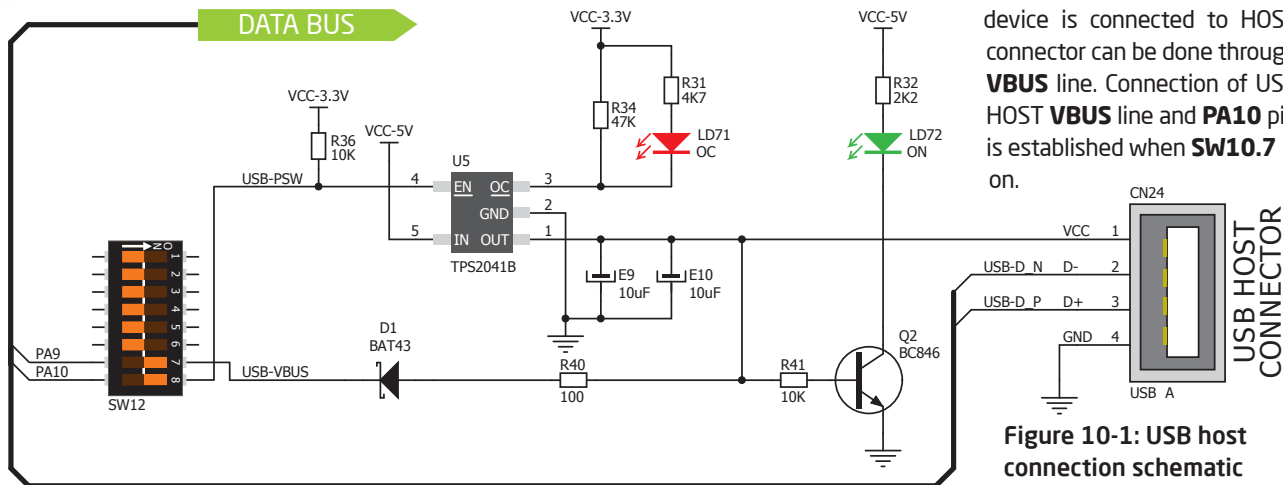 DATA BUS
VCC-3.3V
VCC-5V
device is connected to HOS
connector can be done throug
VBUS line. Connection of US
HOST VBUS line and PA10 pi
is established when SW10.7
on.
R31
4K7
R32
2K2
R34
47K
VCC-3.3V
VCC-5V
R36
10K
LD71
OC
LD72
ON
U5
USB-PSW
4
EN
OC
3
GND
2
5
IN
OUT
1
TPS2041B
CN24
VCC
1
USB-D_N
D-
2
USB-D_P
D+
3
GND
4
USB A
USB HOST
CONNECTOR
E9
10uF
E10
10uF
O
N
1
2
3
4
5
6
7
8
PA9
PA10
SW12
USB-VBUS
D1
BAT43
R40
100
R41
10K
Q2
BC846
Figure 10-1: USB host
connection schematic